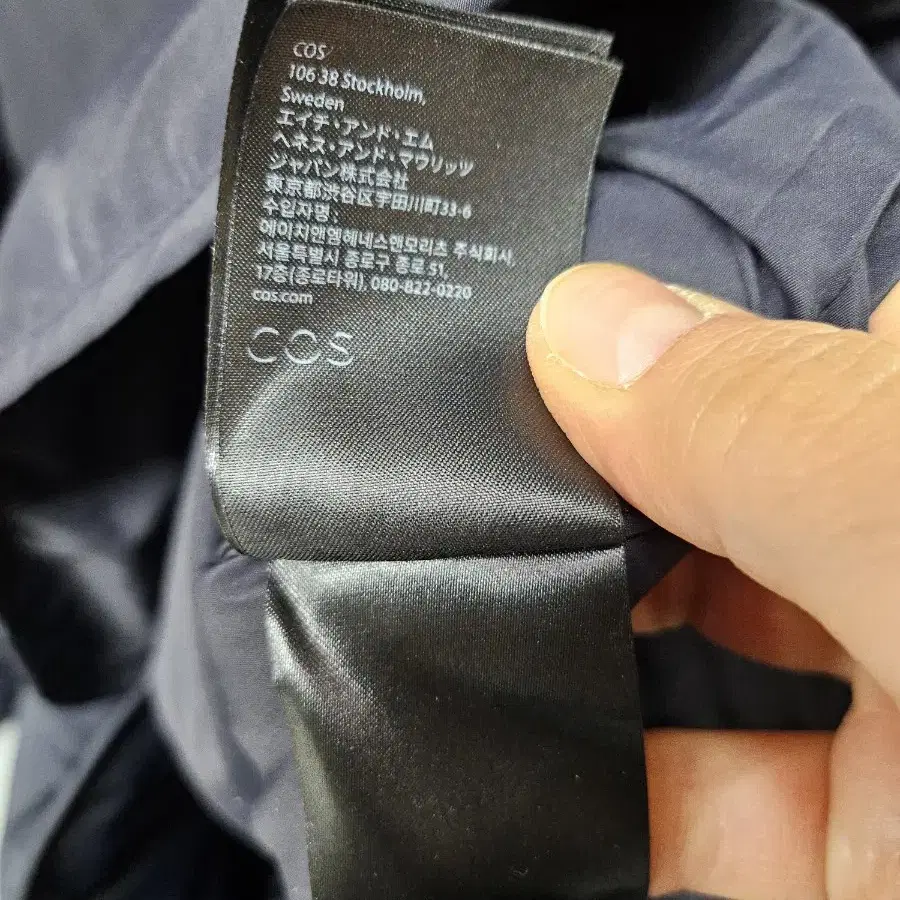 COS
106 38 Stockholm,
Sweden
エイチ・アンド・エム
ヘネス・アンド・マウリッツ
ジャパン株式会社
東京都渋谷区宇田川町33-6
수입자명 :
에이치앤엠헤네스앤모리츠 주식회사,
서울특별시 종로구 종로 51,
17층(종로타워), 080-822-0220
cos.com
COS